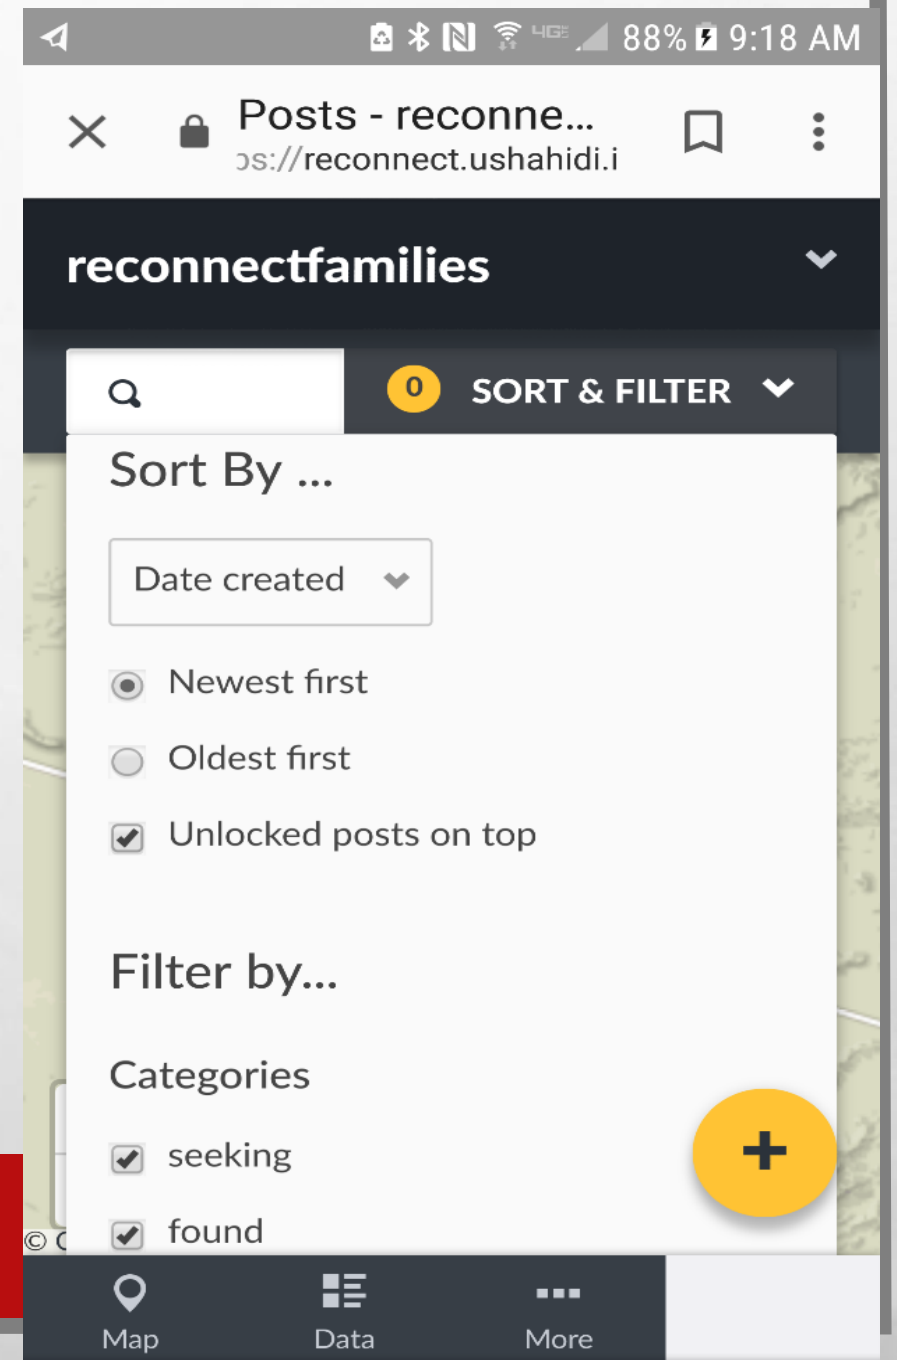 88% 9:18 AM
Posts - reconne...
ps://reconnect.ushahidi.i
reconnectfamilies
0 SORT & FILTER
Sort By ...
Date created
Newest first
Oldest first
Unlocked posts on top
Filter by...
Categories
seeking
found
©
Map Data More